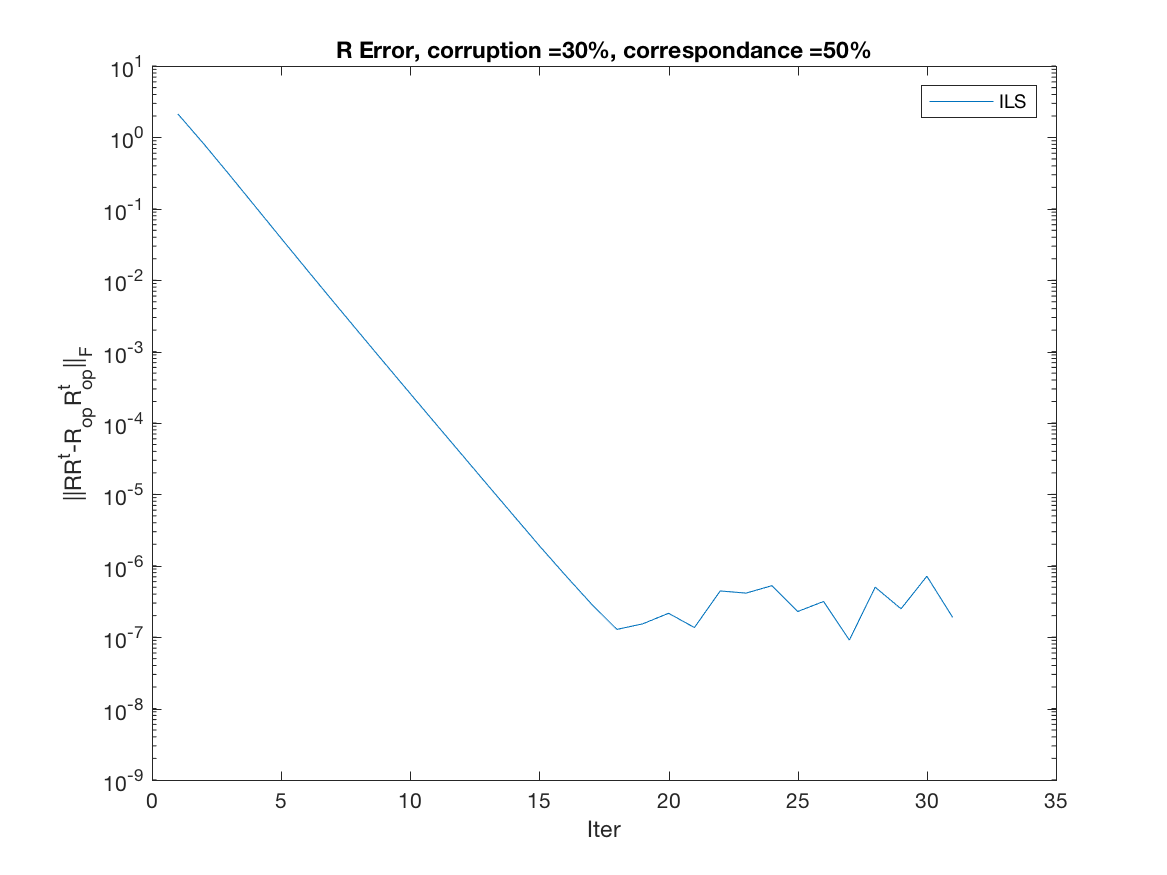 R Error, corruption =30%, correspondance =50%
ILS
10^1
10^0
10^-1
10^-2
10^-3
10^-4
10^-5
10^-6
10^-7
10^-8
10^-9
||RR^t-R_op R_op^t||_F
0 5 10 15 20 25 30 35
Iter